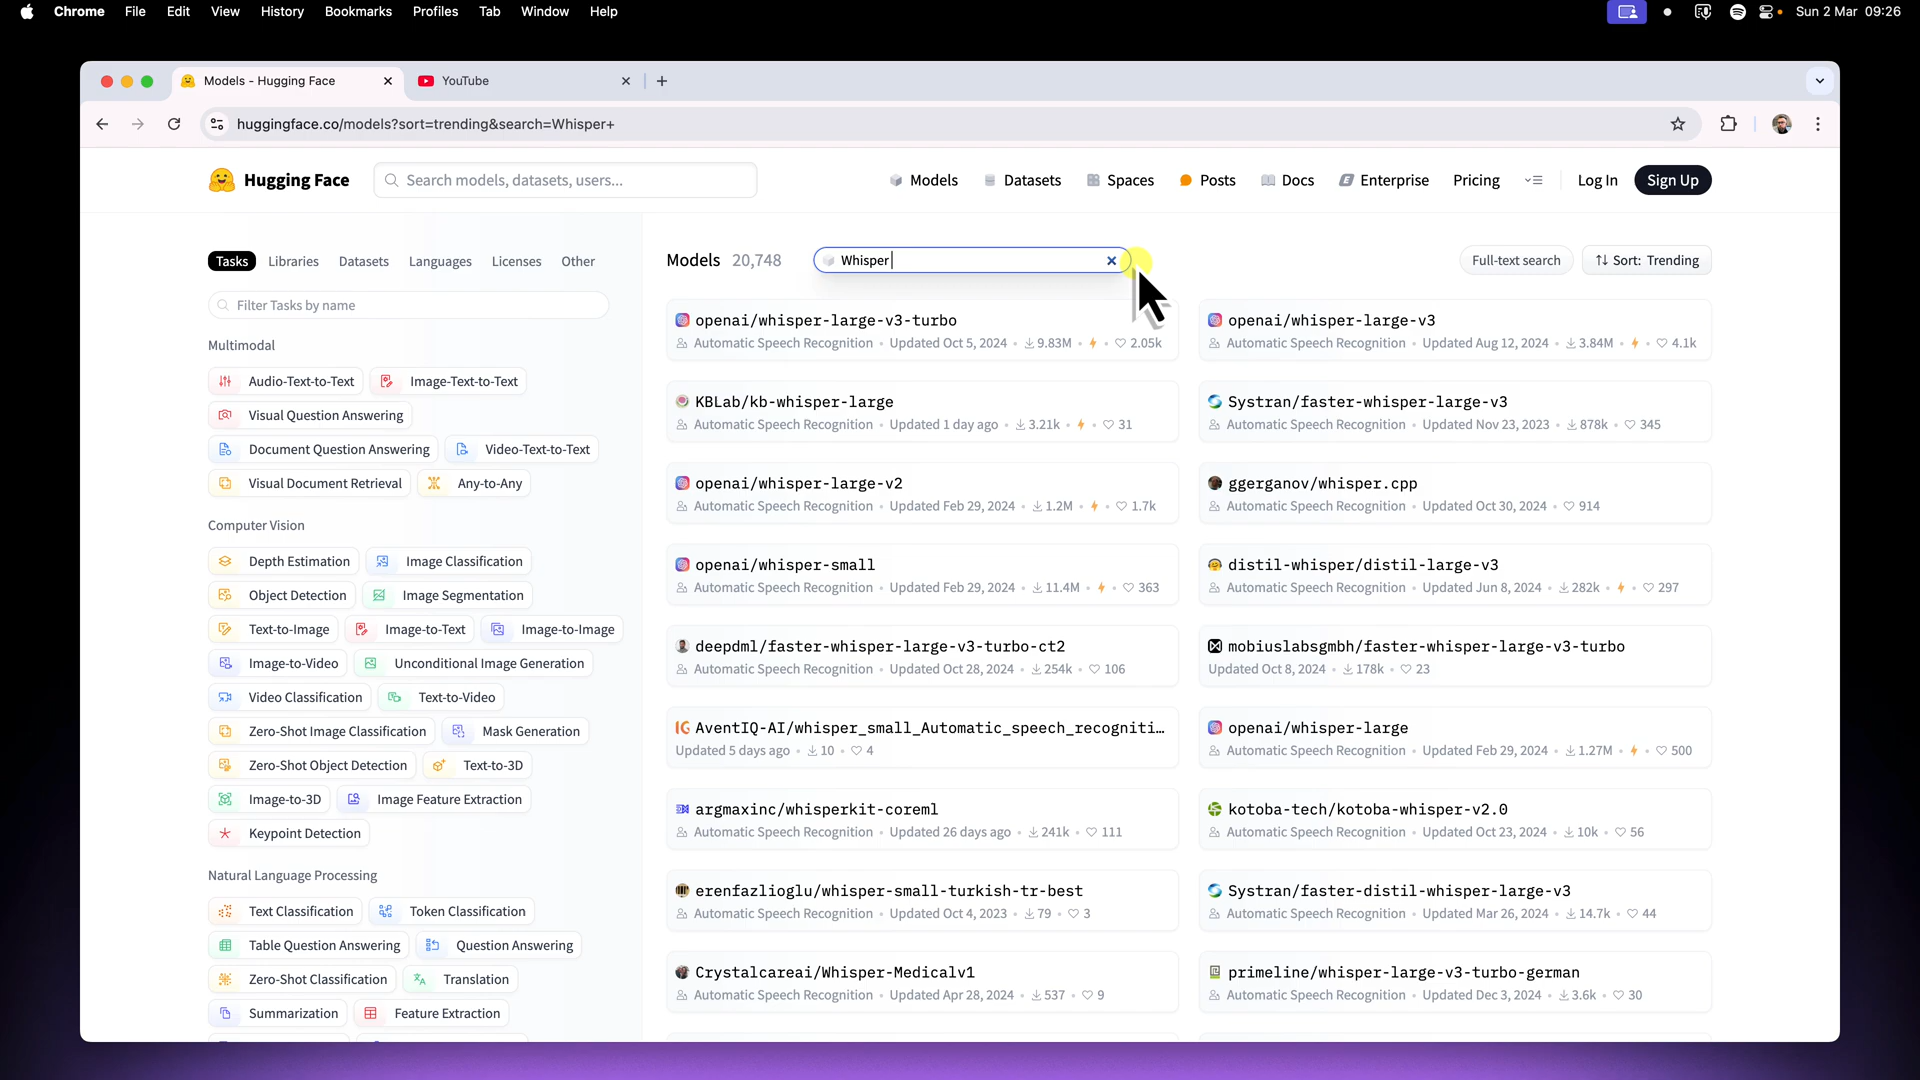 Chrome File Edit View History Bookmarks Profiles Tab Window Help Sun 2 Mar 09:26
Models - Hugging Face YouTube
huggingface.co/models?sort=trending&search=Whisper+
Hugging Face Search models, datasets, users... Models Datasets Spaces Posts Docs Enterprise Pricing Log In Sign Up
Tasks Libraries Datasets Languages Licenses Other
Filter Tasks by name
Multimodal
Audio-Text-to-Text Image-Text-to-Text
Visual Question Answering
Document Question Answering Video-Text-to-Text
Visual Document Retrieval Any-to-Any
Computer Vision
Depth Estimation Image Classification
Object Detection Image Segmentation
Text-to-Image Image-to-Text Image-to-Image
Image-to-Video Unconditional Image Generation
Video Classification Text-to-Video
Zero-Shot Image Classification Mask Generation
Zero-Shot Object Detection Text-to-3D
Image-to-3D Image Feature Extraction
Keypoint Detection
Natural Language Processing
Text Classification Token Classification
Table Question Answering Question Answering
Zero-Shot Classification Translation
Summarization Feature Extraction
Models 20,748 Whisper Full-text search Sort: Trending
openai/whisper-large-v3-turbo
Automatic Speech Recognition • Updated Oct 5, 2024 • 9.83M • 2.05k
openai/whisper-large-v3
Automatic Speech Recognition • Updated Aug 12, 2024 • 3.84M • 4.1k
KBLab/kb-whisper-large
Automatic Speech Recognition • Updated 1 day ago • 3.21k • 31
Systran/faster-whisper-large-v3
Automatic Speech Recognition • Updated Nov 23, 2023 • 878k • 345
openai/whisper-large-v2
Automatic Speech Recognition • Updated Feb 29, 2024 • 1.2M • 1.7k
ggerganov/whisper.cpp
Automatic Speech Recognition • Updated Oct 30, 2024 • 914
openai/whisper-small
Automatic Speech Recognition • Updated Feb 29, 2024 • 11.4M • 363
distil-whisper/distil-large-v3
Automatic Speech Recognition • Updated Jun 8, 2024 • 282k • 297
deepdml/faster-whisper-large-v3-turbo-ct2
Automatic Speech Recognition • Updated Oct 28, 2024 • 254k • 106
mobiuslabsgmbh/faster-whisper-large-v3-turbo
Updated Oct 8, 2024 • 178k • 23
AventIQ-AI/whisper_small_Automatic_speech_recogniti…
Updated 5 days ago • 10 • 4
openai/whisper-large
Automatic Speech Recognition • Updated Feb 29, 2024 • 1.27M • 500
argmaxinc/whisperkit-coreml
Automatic Speech Recognition • Updated 26 days ago • 241k • 111
kotoba-tech/kotoba-whisper-v2.0
Automatic Speech Recognition • Updated Oct 23, 2024 • 10k • 56
erenfazlioglu/whisper-small-turkish-tr-best
Automatic Speech Recognition • Updated Oct 4, 2023 • 79 • 3
Systran/faster-distil-whisper-large-v3
Automatic Speech Recognition • Updated Mar 26, 2024 • 14.7k • 44
Crystalcareai/Whisper-Medicalv1
Automatic Speech Recognition • Updated Apr 28, 2024 • 537 • 9
primeline/whisper-large-v3-turbo-german
Automatic Speech Recognition • Updated Dec 3, 2024 • 3.6k • 30